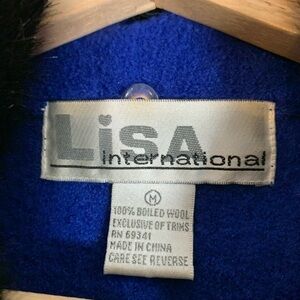 LiSA
international
M
100% BOILED WOOL
EXCLUSIVE OF TRIMS
RN 69341
MADE IN CHINA
CARE SEE REVERSE